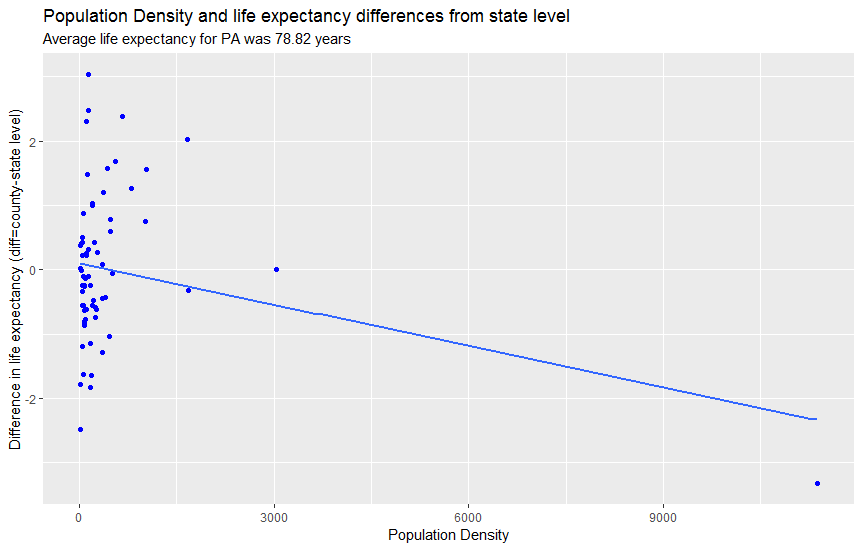 Population Density and life expectancy differences from state level
Average life expectancy for PA was 78.82 years
Difference in life expectancy (diff=county-state level)
2
0
-2
0
3000
6000
9000
Population Density